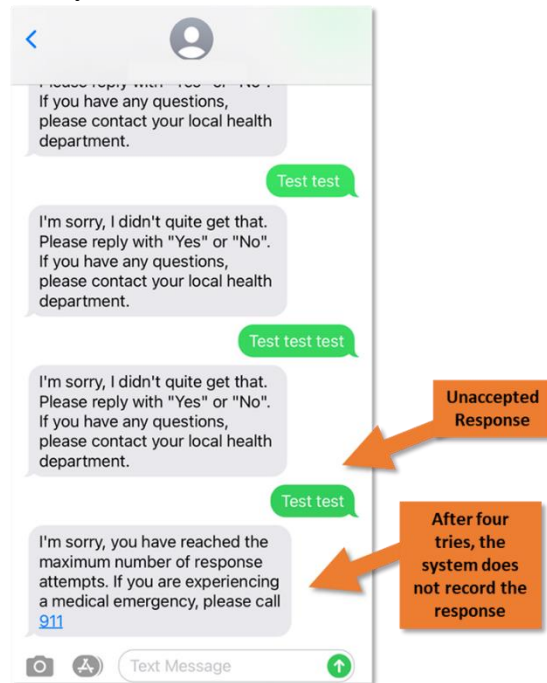 If you have any questions,
please contact your local health
department.
Test test
I'm sorry, I didn't quite get that.
Please reply with "Yes" or "No".
If you have any questions,
please contact your local health
department.
Test test test
I'm sorry, I didn't quite get that.
Please reply with "Yes" or "No".
If you have any questions,
please contact your local health
department.
Unaccepted
Response
Test test
I'm sorry, you have reached the
maximum number of response
attempts. If you are experiencing
a medical emergency, please call
911
After four
tries, the
system does
not record the
response
Text Message